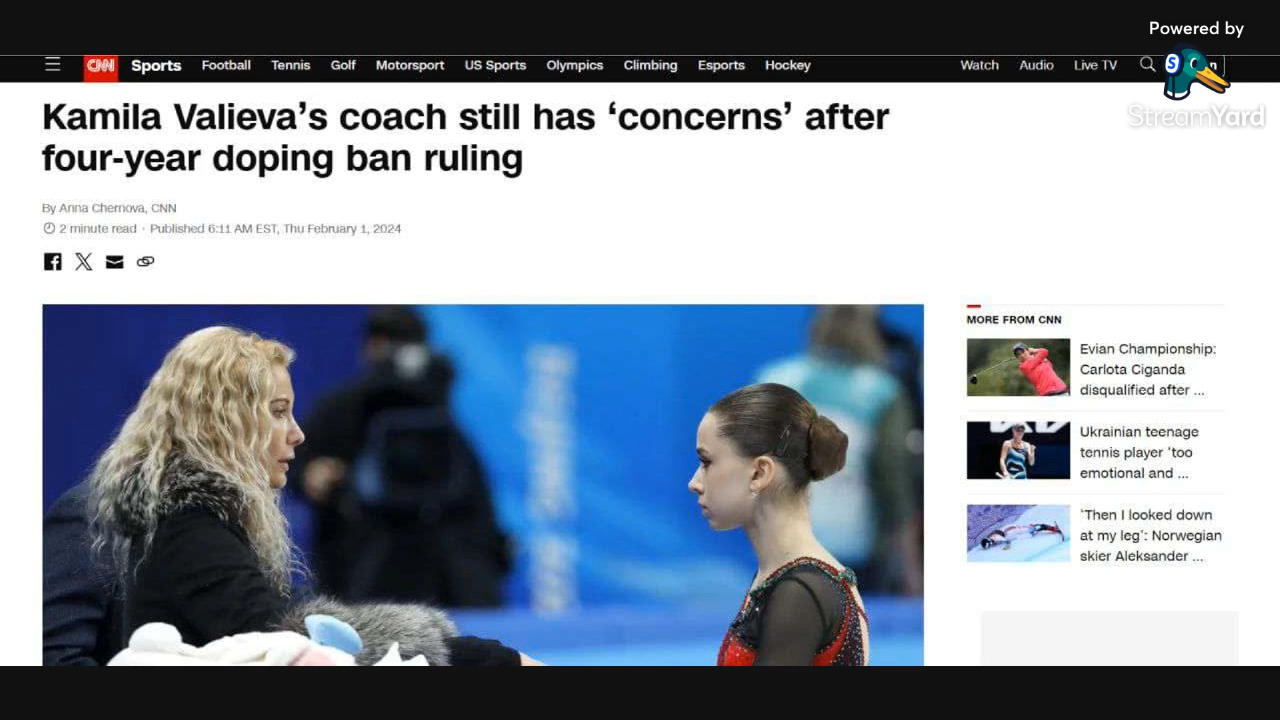 Powered by
CNN Sports Football Tennis Golf Motorsport US Sports Olympics Climbing Esports Hockey Watch Audio Live TV
StreamYard
Kamila Valieva’s coach still has ‘concerns’ after
four-year doping ban ruling
By Anna Chernova, CNN
2 minute read · Published 6:11 AM EST, Thu February 1, 2024
MORE FROM CNN
Evian Championship:
Carlota Ciganda
disqualified after ...
Ukrainian teenage
tennis player ‘too
emotional and ...
‘Then I looked down
at my leg’: Norwegian
skier Aleksander ...